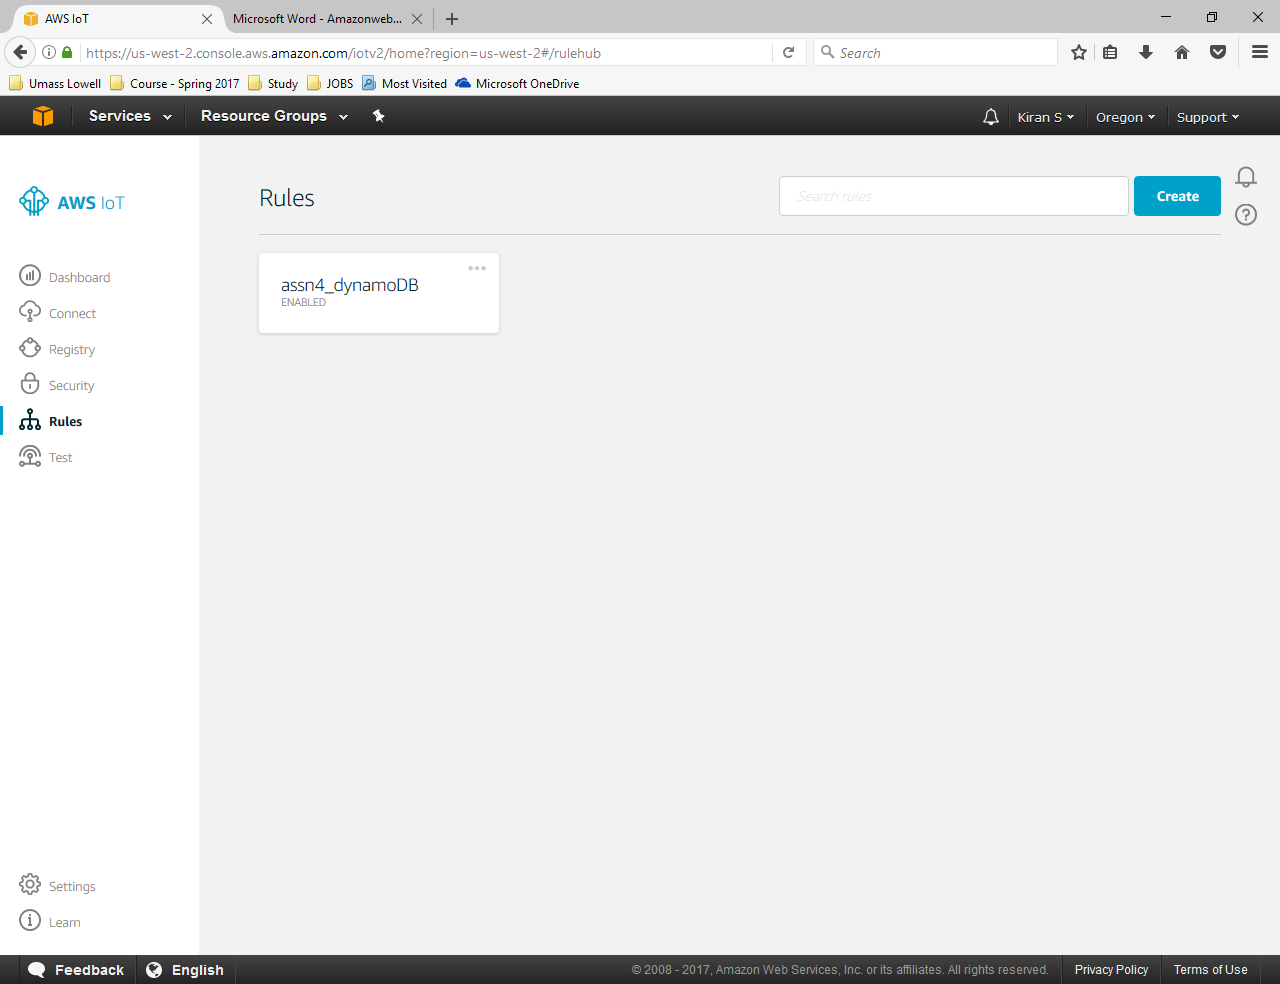 AWS IoT
Microsoft Word - Amazonweb...
https://us-west-2.console.aws.amazon.com/iotv2/home?region=us-west-2#/rulehub
Search
Umass Lowell
Course - Spring 2017
Study
JOBS
Most Visited
Microsoft OneDrive
Services
Resource Groups
Kiran S
Oregon
Support
AWS IoT
Rules
Search rules
Create
assn4_dynamoDB
ENABLED
Dashboard
Connect
Registry
Security
Rules
Test
Settings
Learn
Feedback
English
© 2008 - 2017, Amazon Web Services, Inc. or its affiliates. All rights reserved.
Privacy Policy
Terms of Use